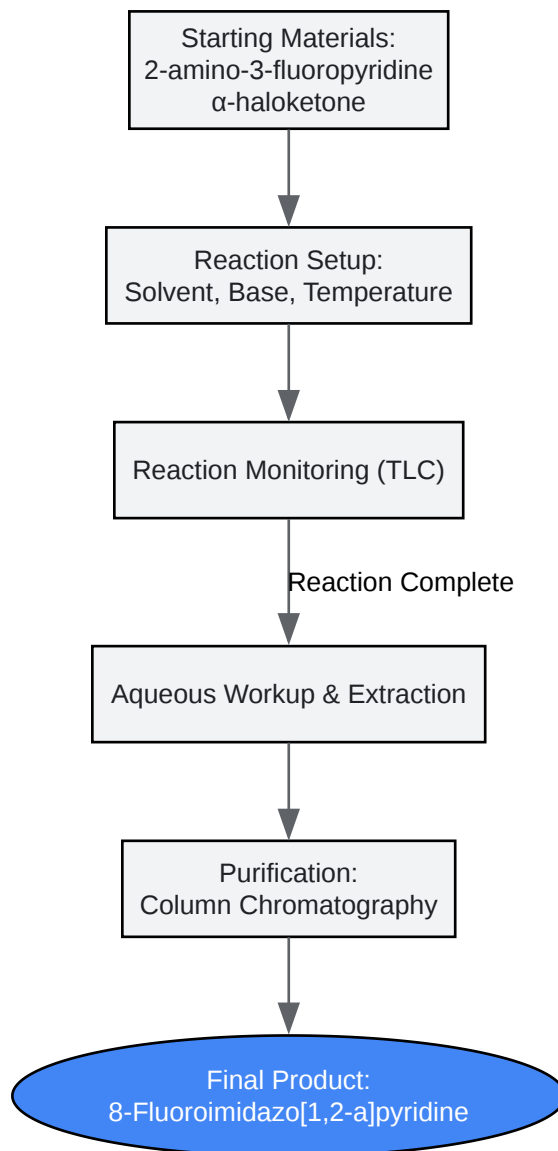 Starting Materials:
2-amino-3-fluoropyridine
α-haloketone
Reaction Setup:
Solvent, Base, Temperature
Reaction Monitoring (TLC)
Reaction Complete
Aqueous Workup & Extraction
Purification:
Column Chromatography
Final Product:
8-Fluoroimidazo[1,2-a]pyridine